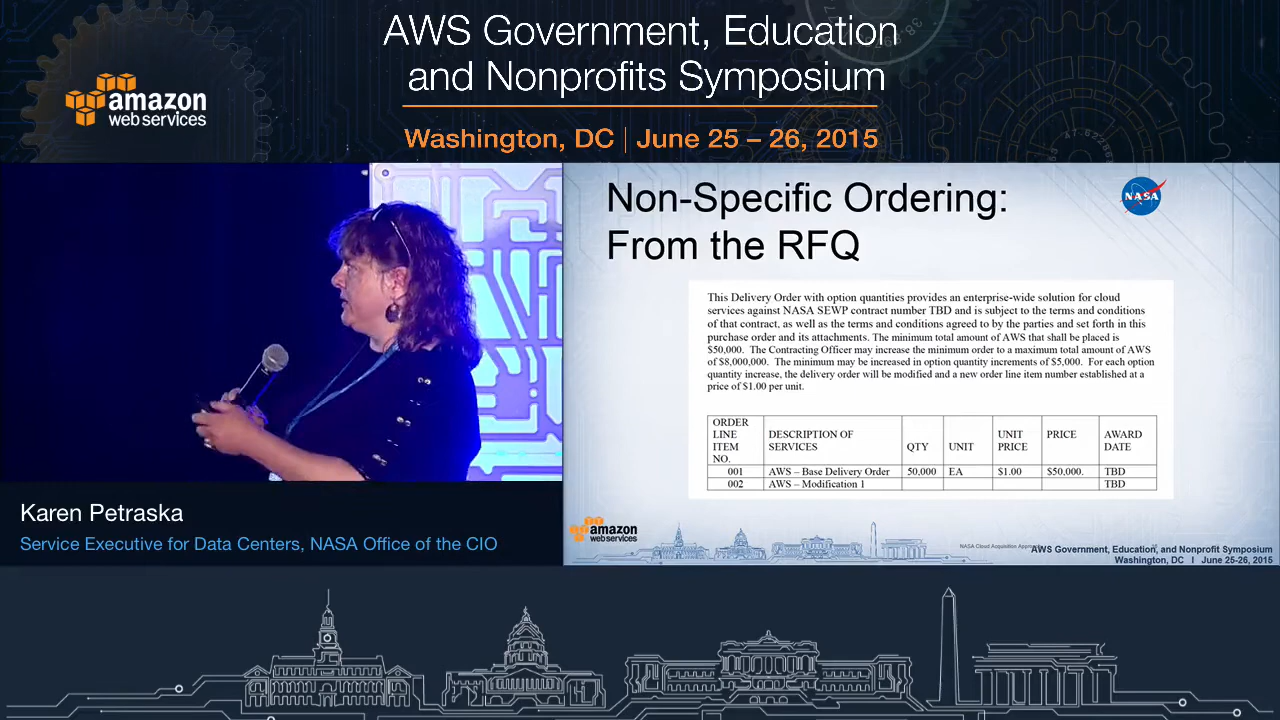 AWS Government, Education
and Nonprofits Symposium
amazon
web services
Washington, DC | June 25 – 26, 2015
Non-Specific Ordering:
From the RFQ
NASA
This Delivery Order with option quantities provides an enterprise-wide solution for cloud
services against NASA SEWP contract number TBD and is subject to the terms and conditions
of that contract, as well as the terms and conditions agreed to by the parties and set forth in this
purchase order and its attachments. The minimum total amount of AWS that shall be placed is
$50,000. The Contracting Officer may increase the minimum order to a maximum total amount of AWS
of $8,000,000. The minimum may be increased in option quantity increments of $5,000. For each option
quantity increase, the delivery order will be modified and a new order line item number established at a
price of $1.00 per unit.
ORDER LINE ITEM NO. DESCRIPTION OF SERVICES QTY UNIT UNIT PRICE PRICE AWARD DATE
001 AWS – Base Delivery Order 50,000 EA $1.00 $50,000. TBD
002 AWS – Modification 1 TBD
Karen Petraska
Service Executive for Data Centers, NASA Office of the CIO
amazon
web services
NASA Cloud Acquisition
AWS Government, Education, and Nonprofit Symposium
Washington, DC I June 25-26, 2015